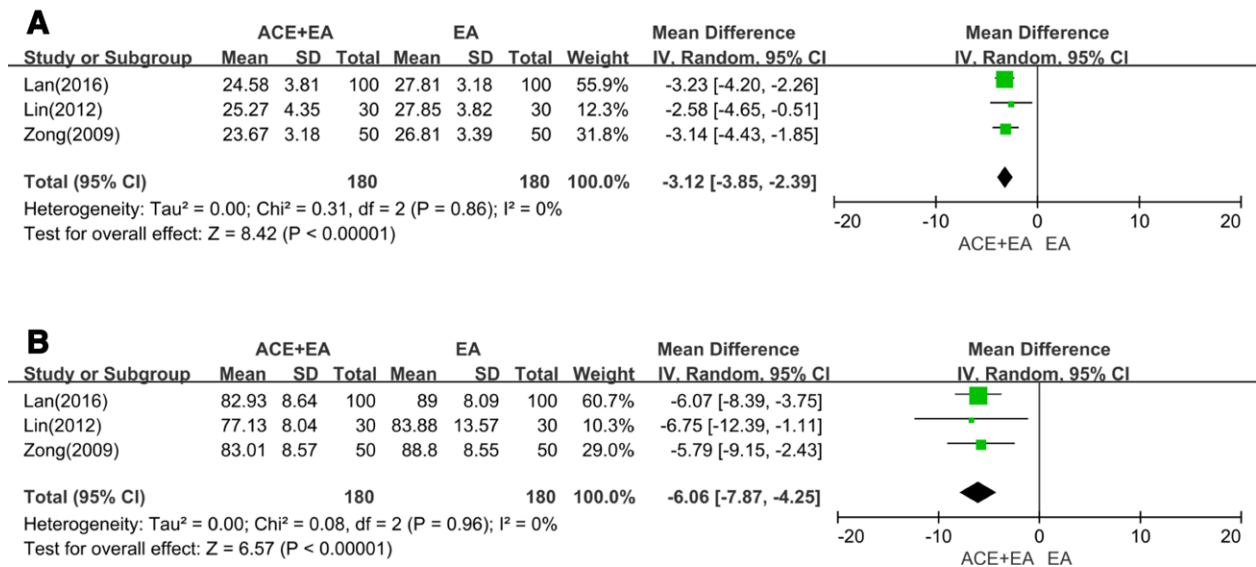 A
ACE+EA EA Mean Difference Mean Difference
Study or Subgroup Mean SD Total Mean SD Total Weight IV, Random, 95% CI IV, Random, 95% CI
Lan(2016) 24.58 3.81 100 27.81 3.18 100 55.9% -3.23 [-4.20, -2.26]
Lin(2012) 25.27 4.35 30 27.85 3.82 30 12.3% -2.58 [-4.65, -0.51]
Zong(2009) 23.67 3.18 50 26.81 3.39 50 31.8% -3.14 [-4.43, -1.85]
Total (95% CI) 180 180 100.0% -3.12 [-3.85, -2.39]
Heterogeneity: Tau² = 0.00; Chi² = 0.31, df = 2 (P = 0.86); I² = 0%
Test for overall effect: Z = 8.42 (P < 0.00001)
-20 -10 0 10 20
ACE+EA EA
B
ACE+EA EA Mean Difference Mean Difference
Study or Subgroup Mean SD Total Mean SD Total Weight IV, Random, 95% CI IV, Random, 95% CI
Lan(2016) 82.93 8.64 100 89 8.09 100 60.7% -6.07 [-8.39, -3.75]
Lin(2012) 77.13 8.04 30 83.88 13.57 30 10.3% -6.75 [-12.39, -1.11]
Zong(2009) 83.01 8.57 50 88.8 8.55 50 29.0% -5.79 [-9.15, -2.43]
Total (95% CI) 180 180 100.0% -6.06 [-7.87, -4.25]
Heterogeneity: Tau² = 0.00; Chi² = 0.08, df = 2 (P = 0.96); I² = 0%
Test for overall effect: Z = 6.57 (P < 0.00001)
-20 -10 0 10 20
ACE+EA EA